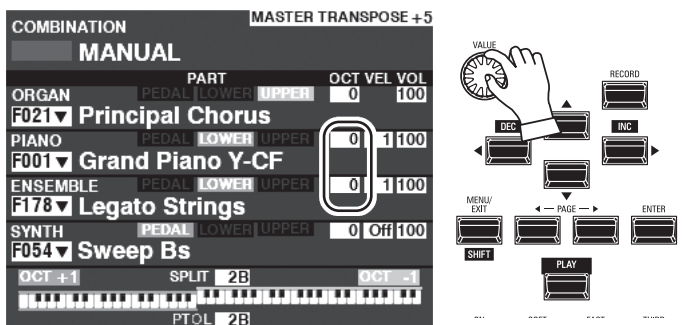 MASTER TRANSPOSE +5
COMBINATION
MANUAL
PART OCT VEL VOL
ORGAN PEDAL LOWER UPPER 0 100
F021▼ Principal Chorus
PIANO PEDAL LOWER UPPER 0 1 100
F001▼ Grand Piano Y-CF
ENSEMBLE PEDAL LOWER UPPER 0 1 100
F178▼ Legato Strings
SYNTH PEDAL LOWER UPPER 0 Off 100
F054▼ Sweep Bs
OCT +1 SPLIT 2B OCT -1
PTOL 2B
VALUE
RECORD
DEC INC
MENU/
EXIT
◀ — PAGE — ▶
ENTER
SHIFT
PLAY